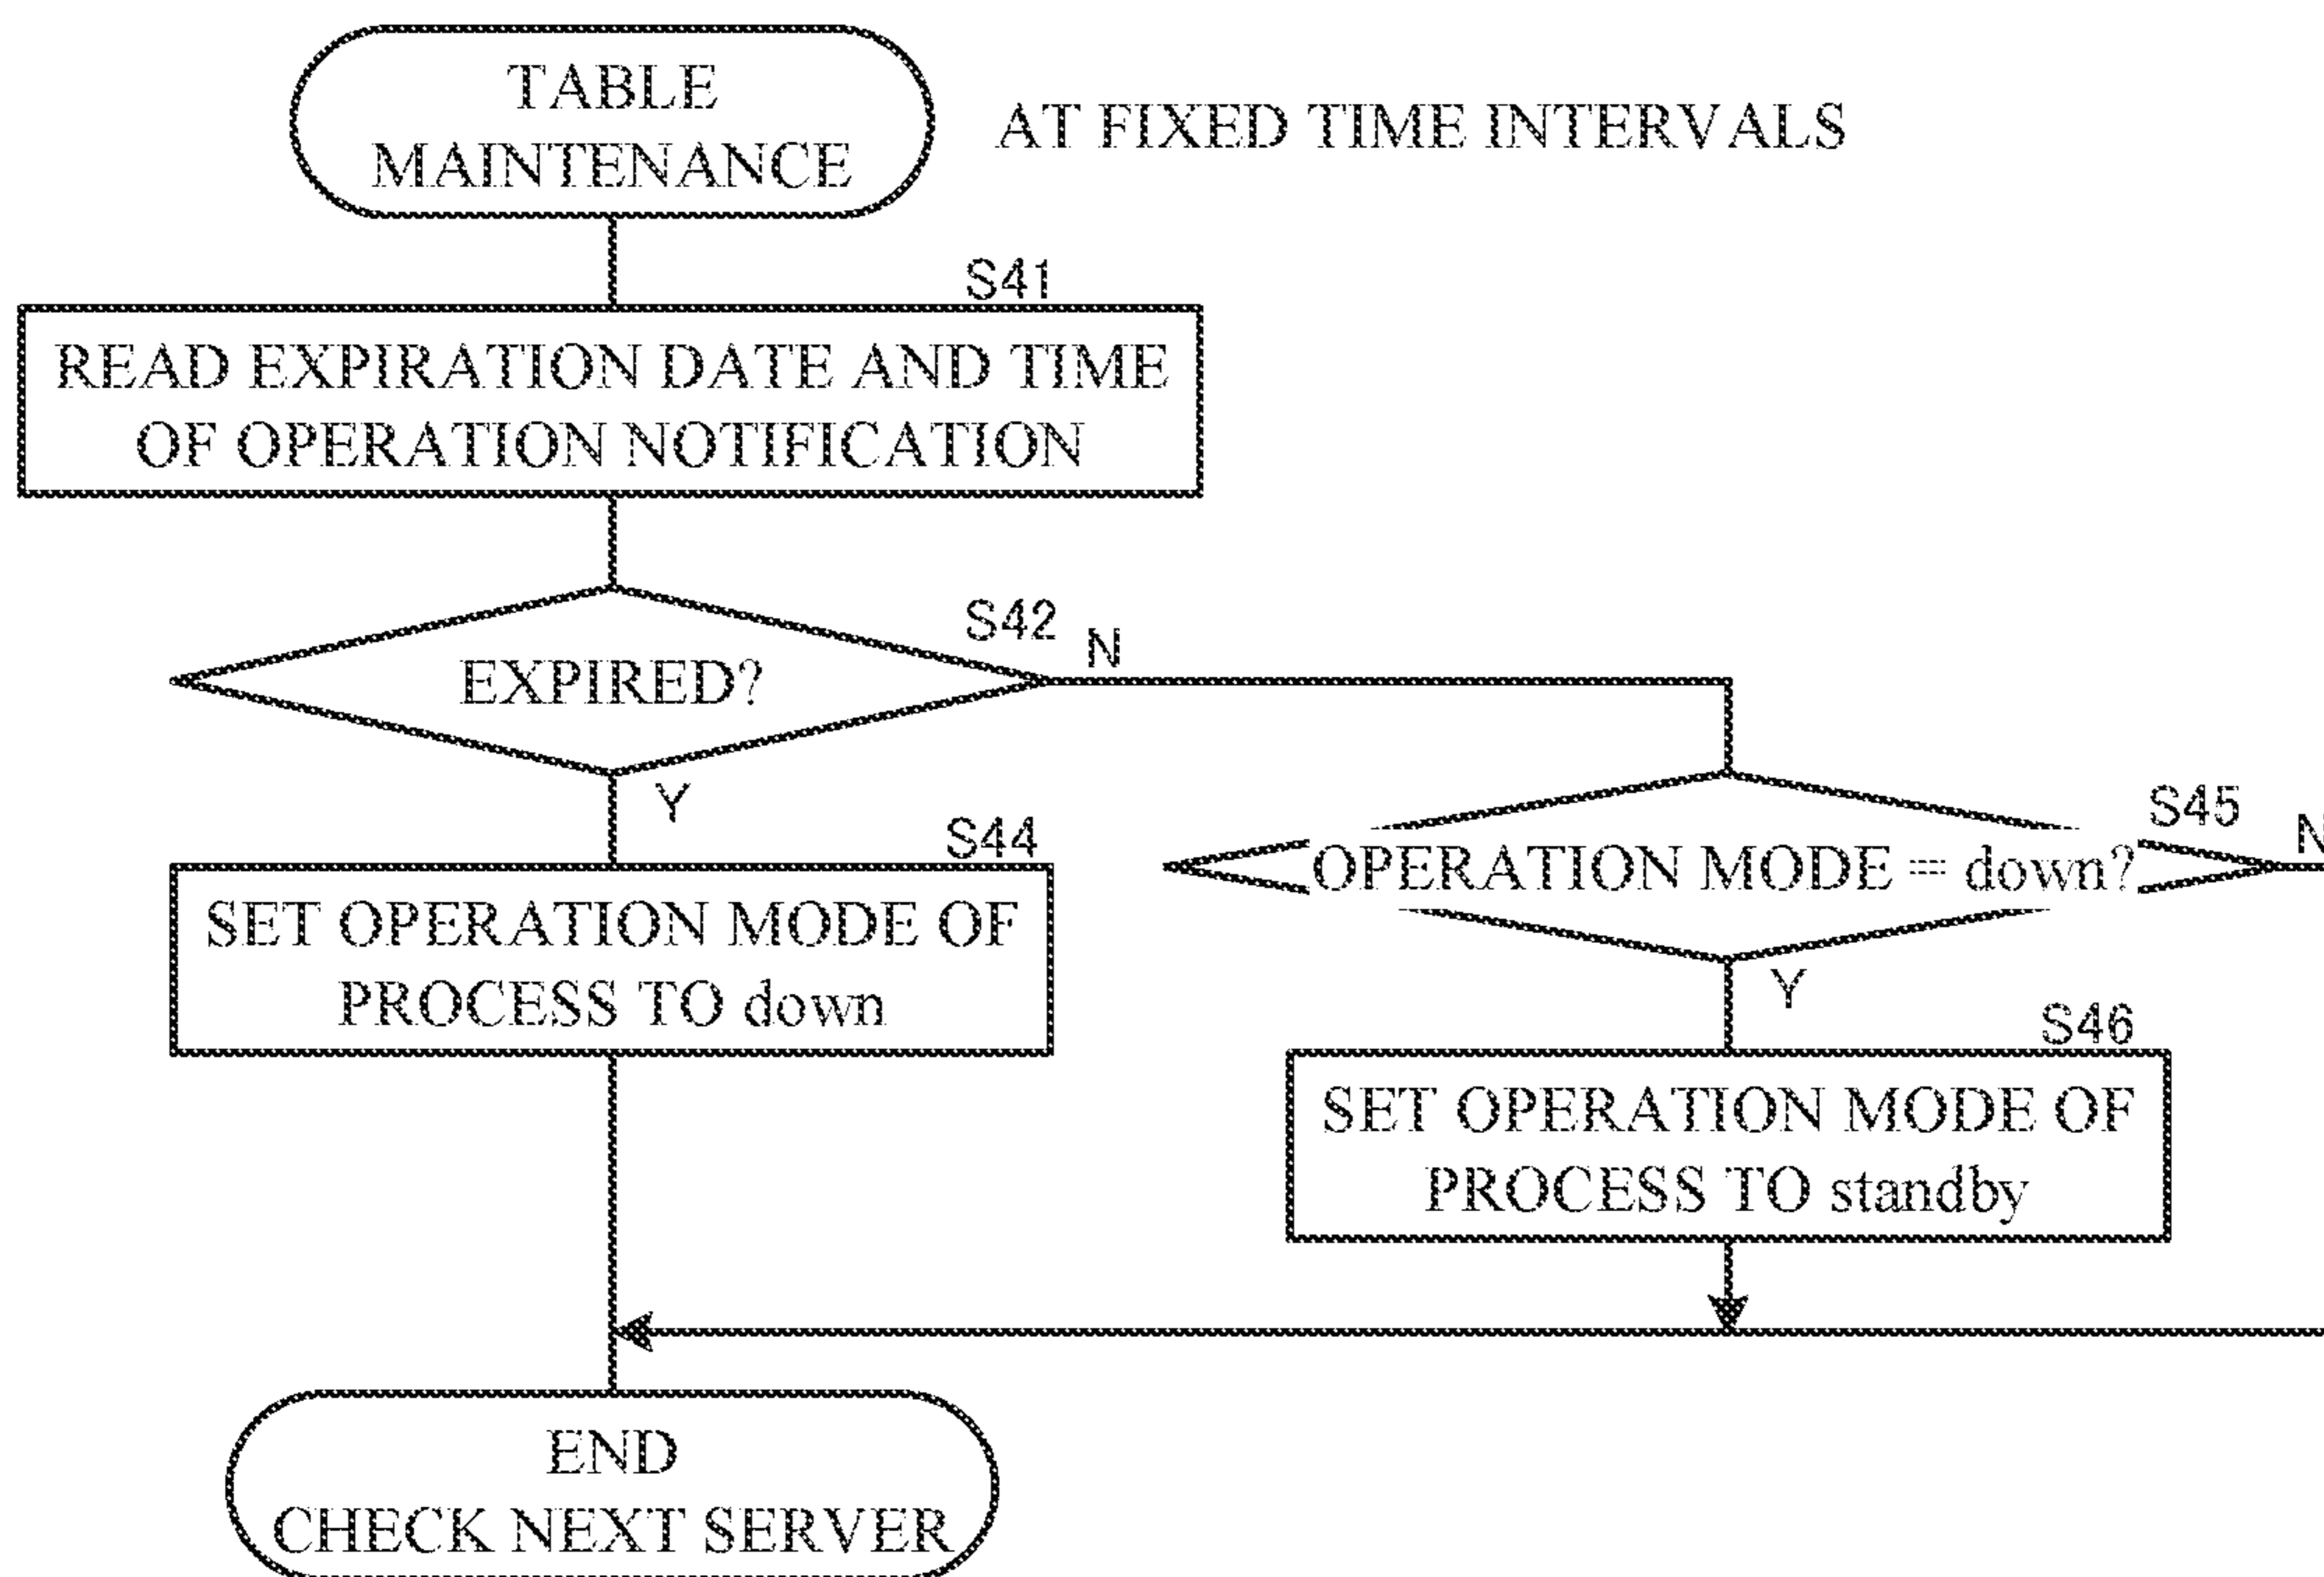 TABLE
MAINTENANCE
AT FIXED TIME INTERVALS
S41
READ EXPIRATION DATE AND TIME
OF OPERATION NOTIFICATION
S42
N
EXPIRED?
Y
S44
SET OPERATION MODE OF
PROCESS TO down
S45
N
OPERATION MODE = down?
Y
S46
SET OPERATION MODE OF
PROCESS TO standby
END
CHECK NEXT SERVER